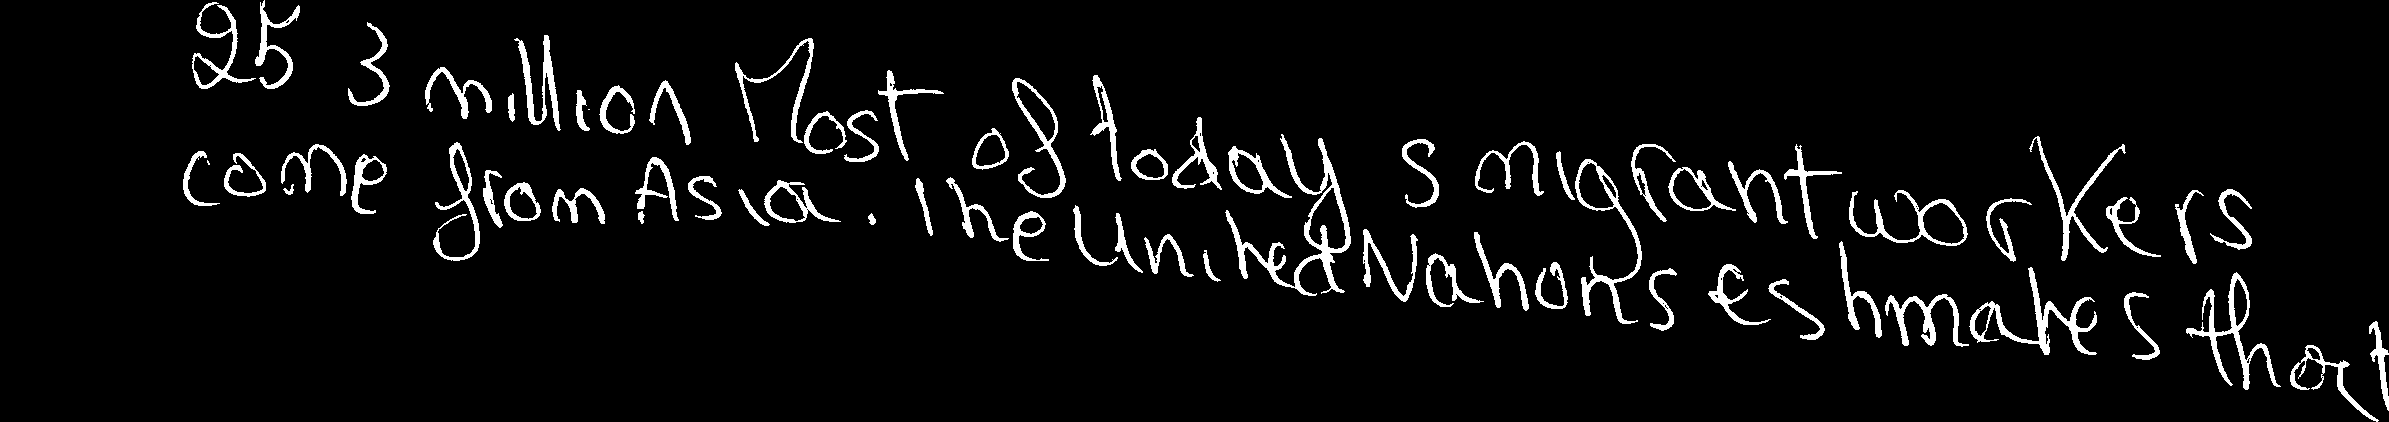 25 3 million Most of today s migrant workers
come from Asia. The United Nations estimates that